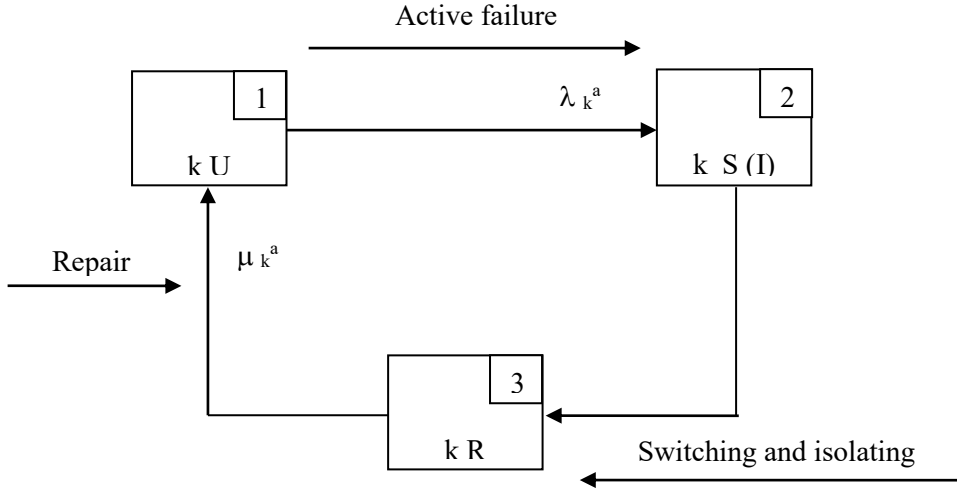 Active failure
1
λ k a
2
k U
k S (I)
Repair
μ k a
3
k R
Switching and isolating